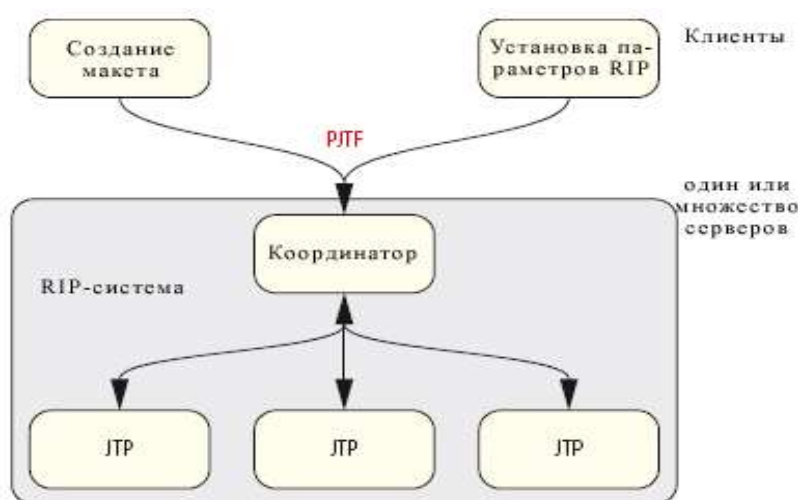 Создание
макета
Установка па-
раметров RIP
Клиенты
PJTF
один или
множество
серверов
Координатор
RIP-система
JTP
JTP
JTP